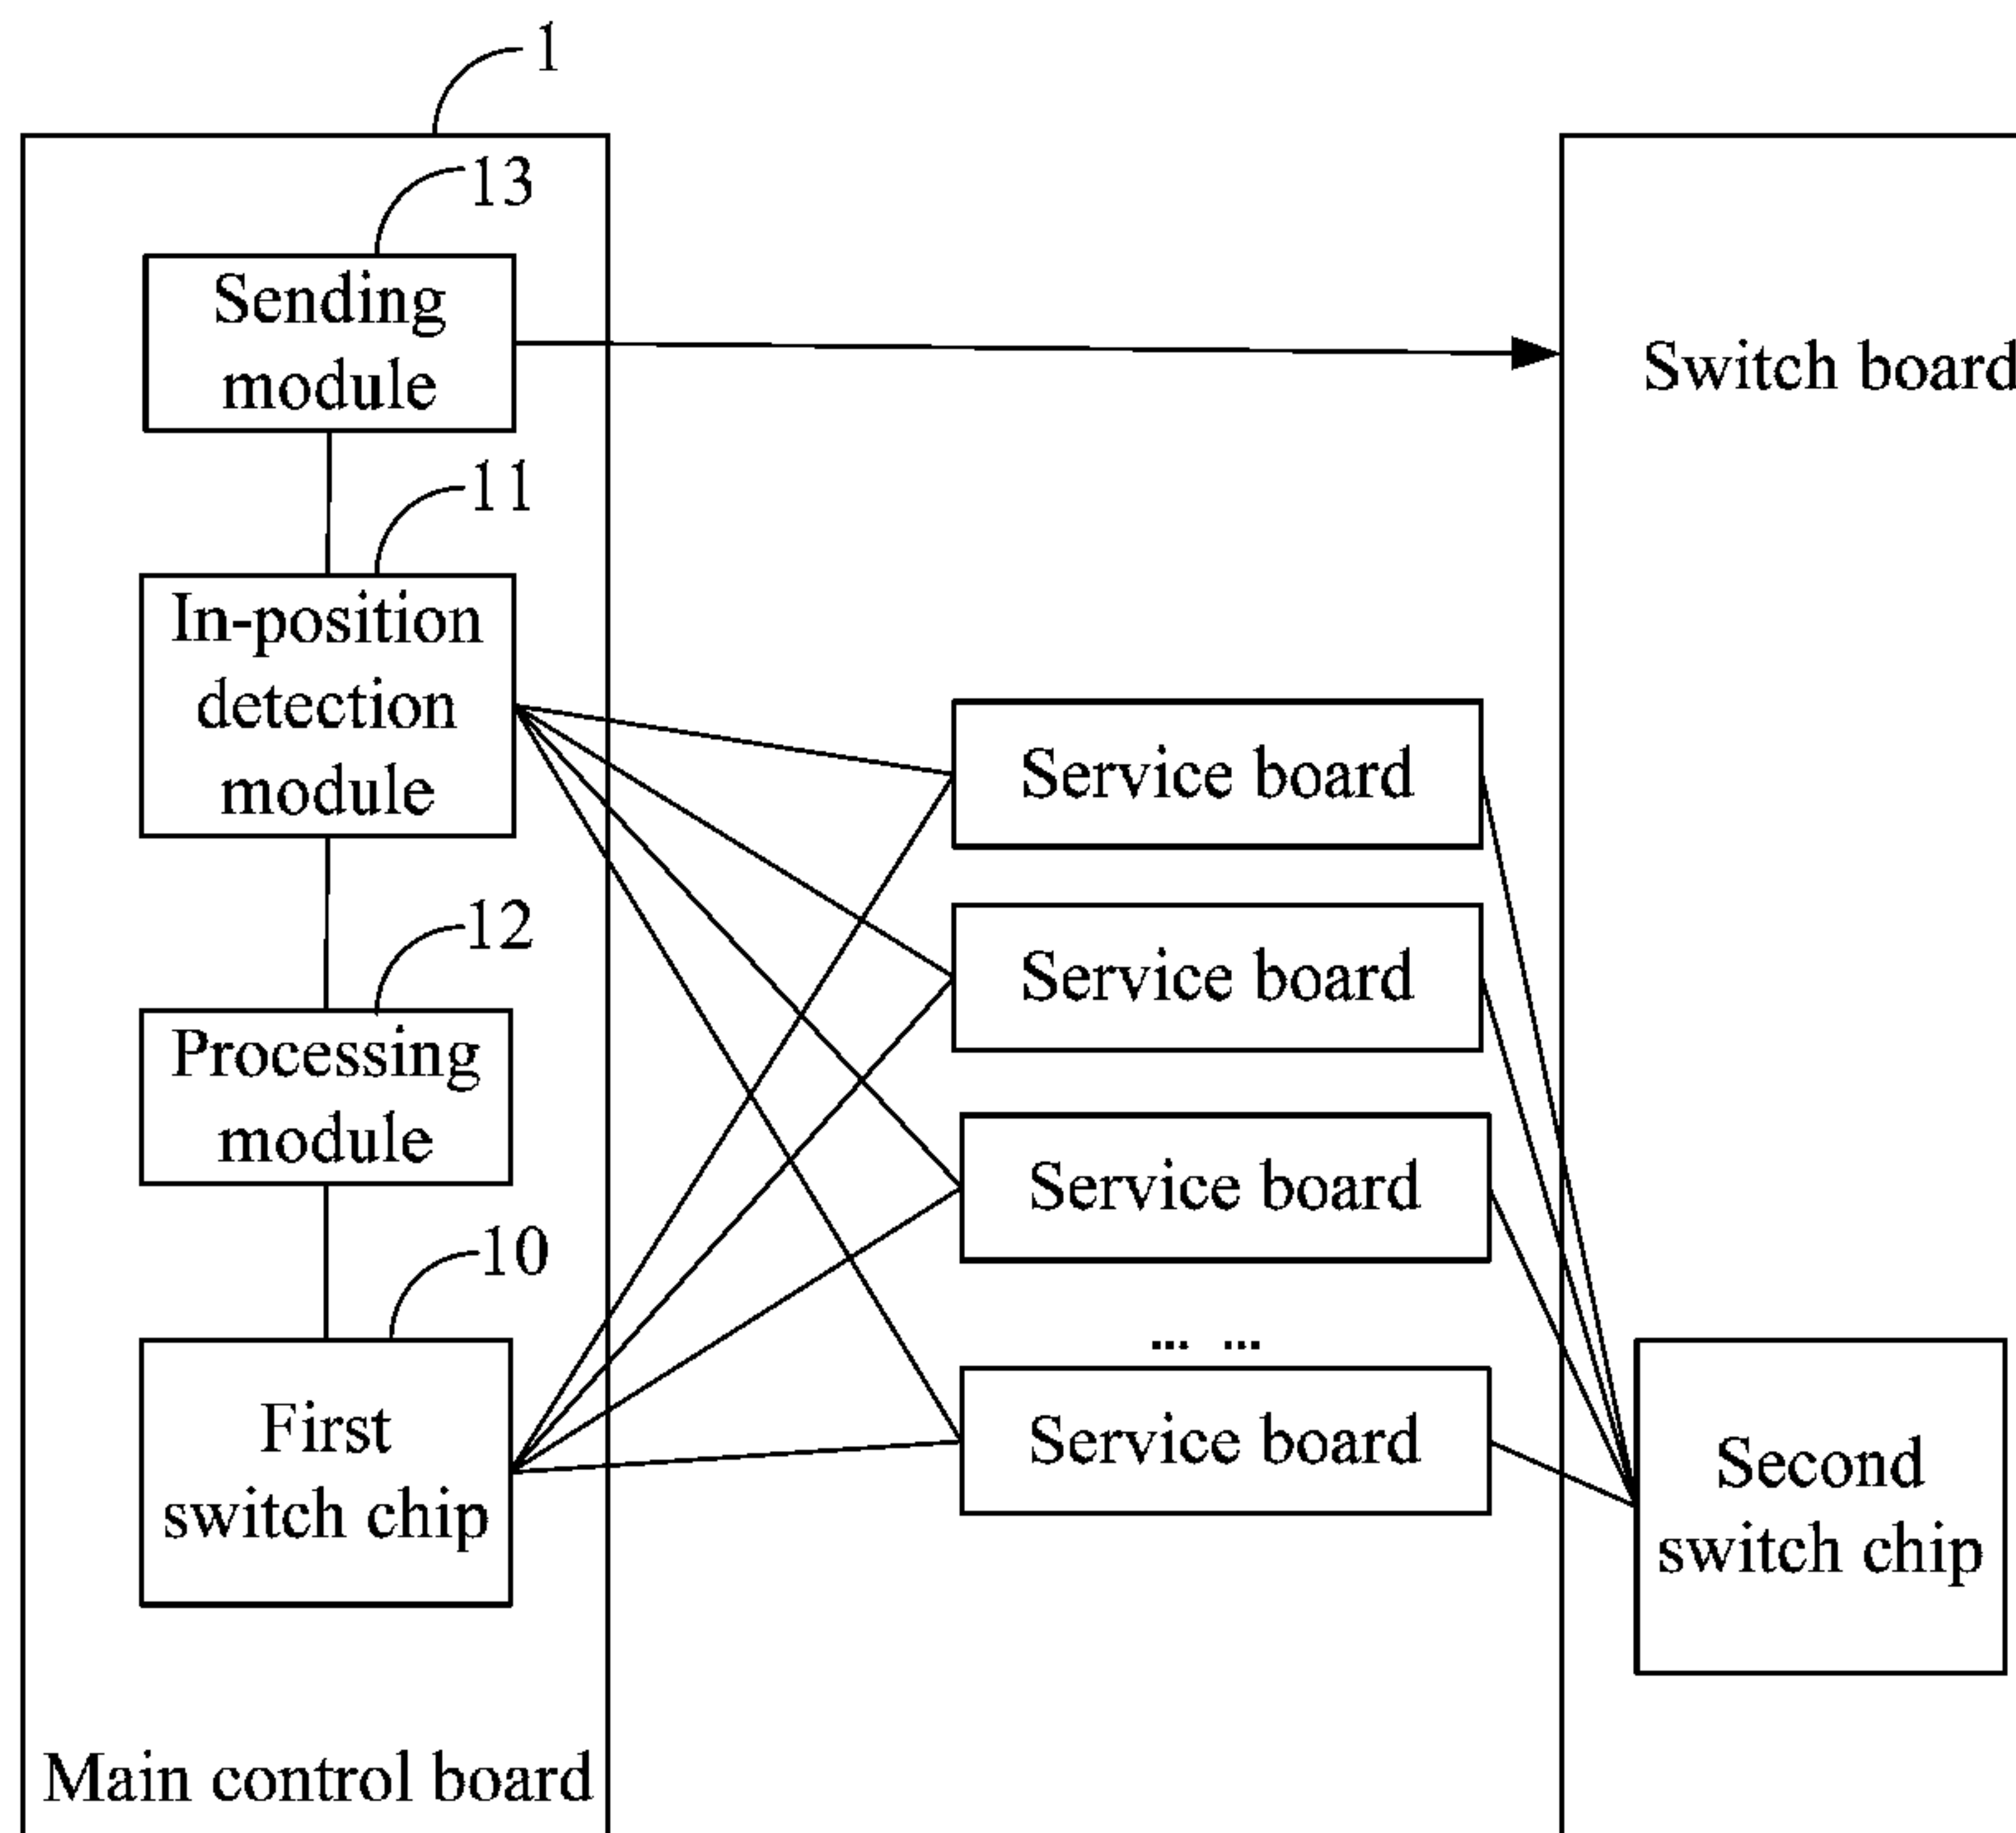 1
13
Sending
module
Switch board
11
In-position
detection
module
Service board
12
Service board
Processing
module
Service board
10
... ...
First
switch chip
Service board
Second
switch chip
Main control board